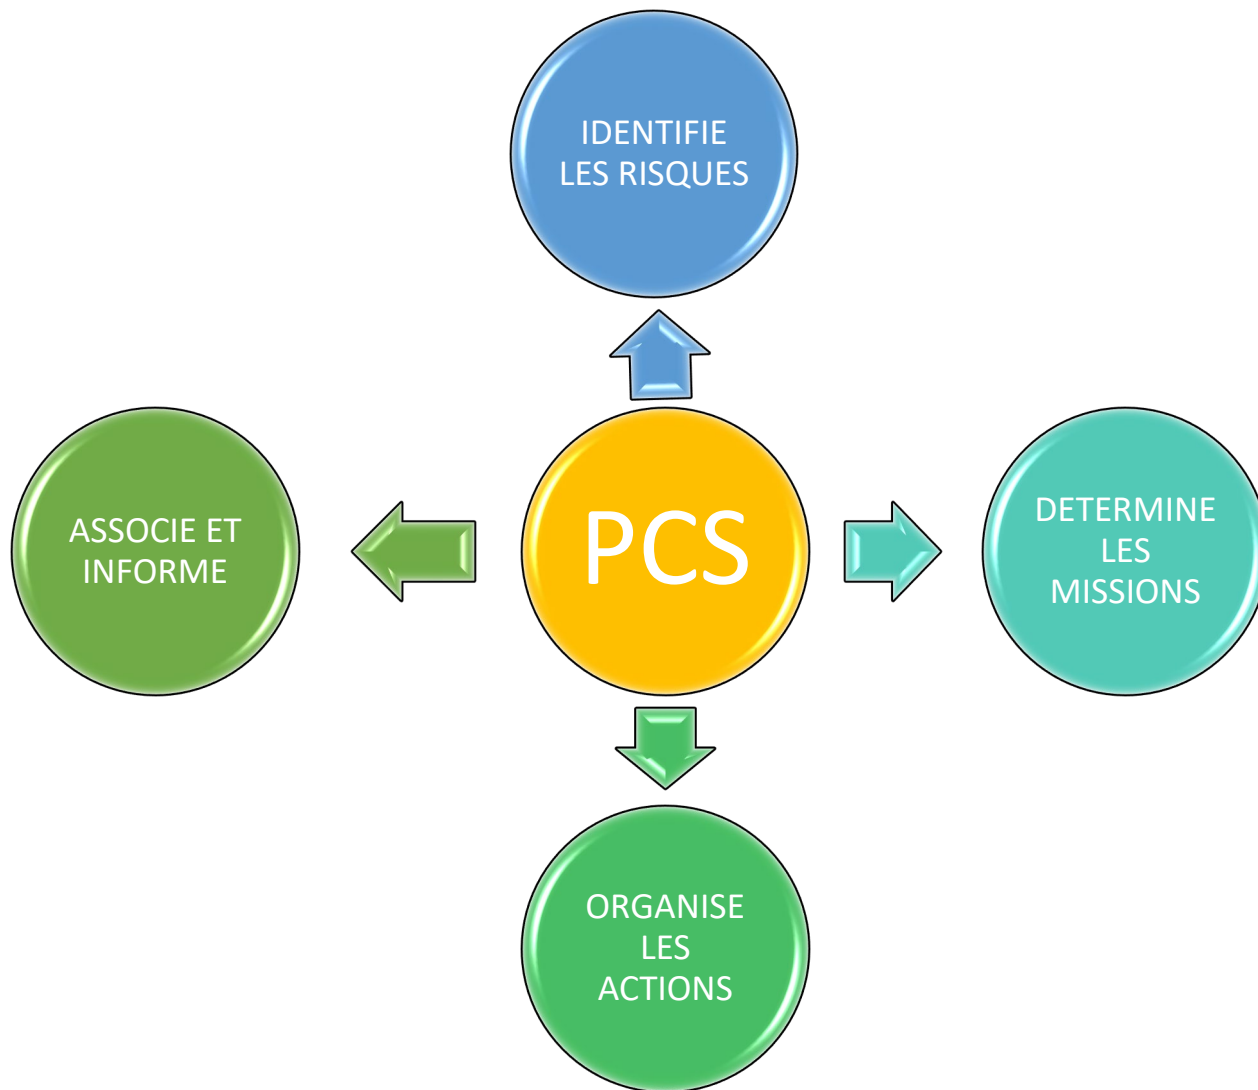 IDENTIFIE
LES RISQUES
ASSOCIE ET
INFORME
PCS
DETERMINE
LES
MISSIONS
ORGANISE
LES
ACTIONS